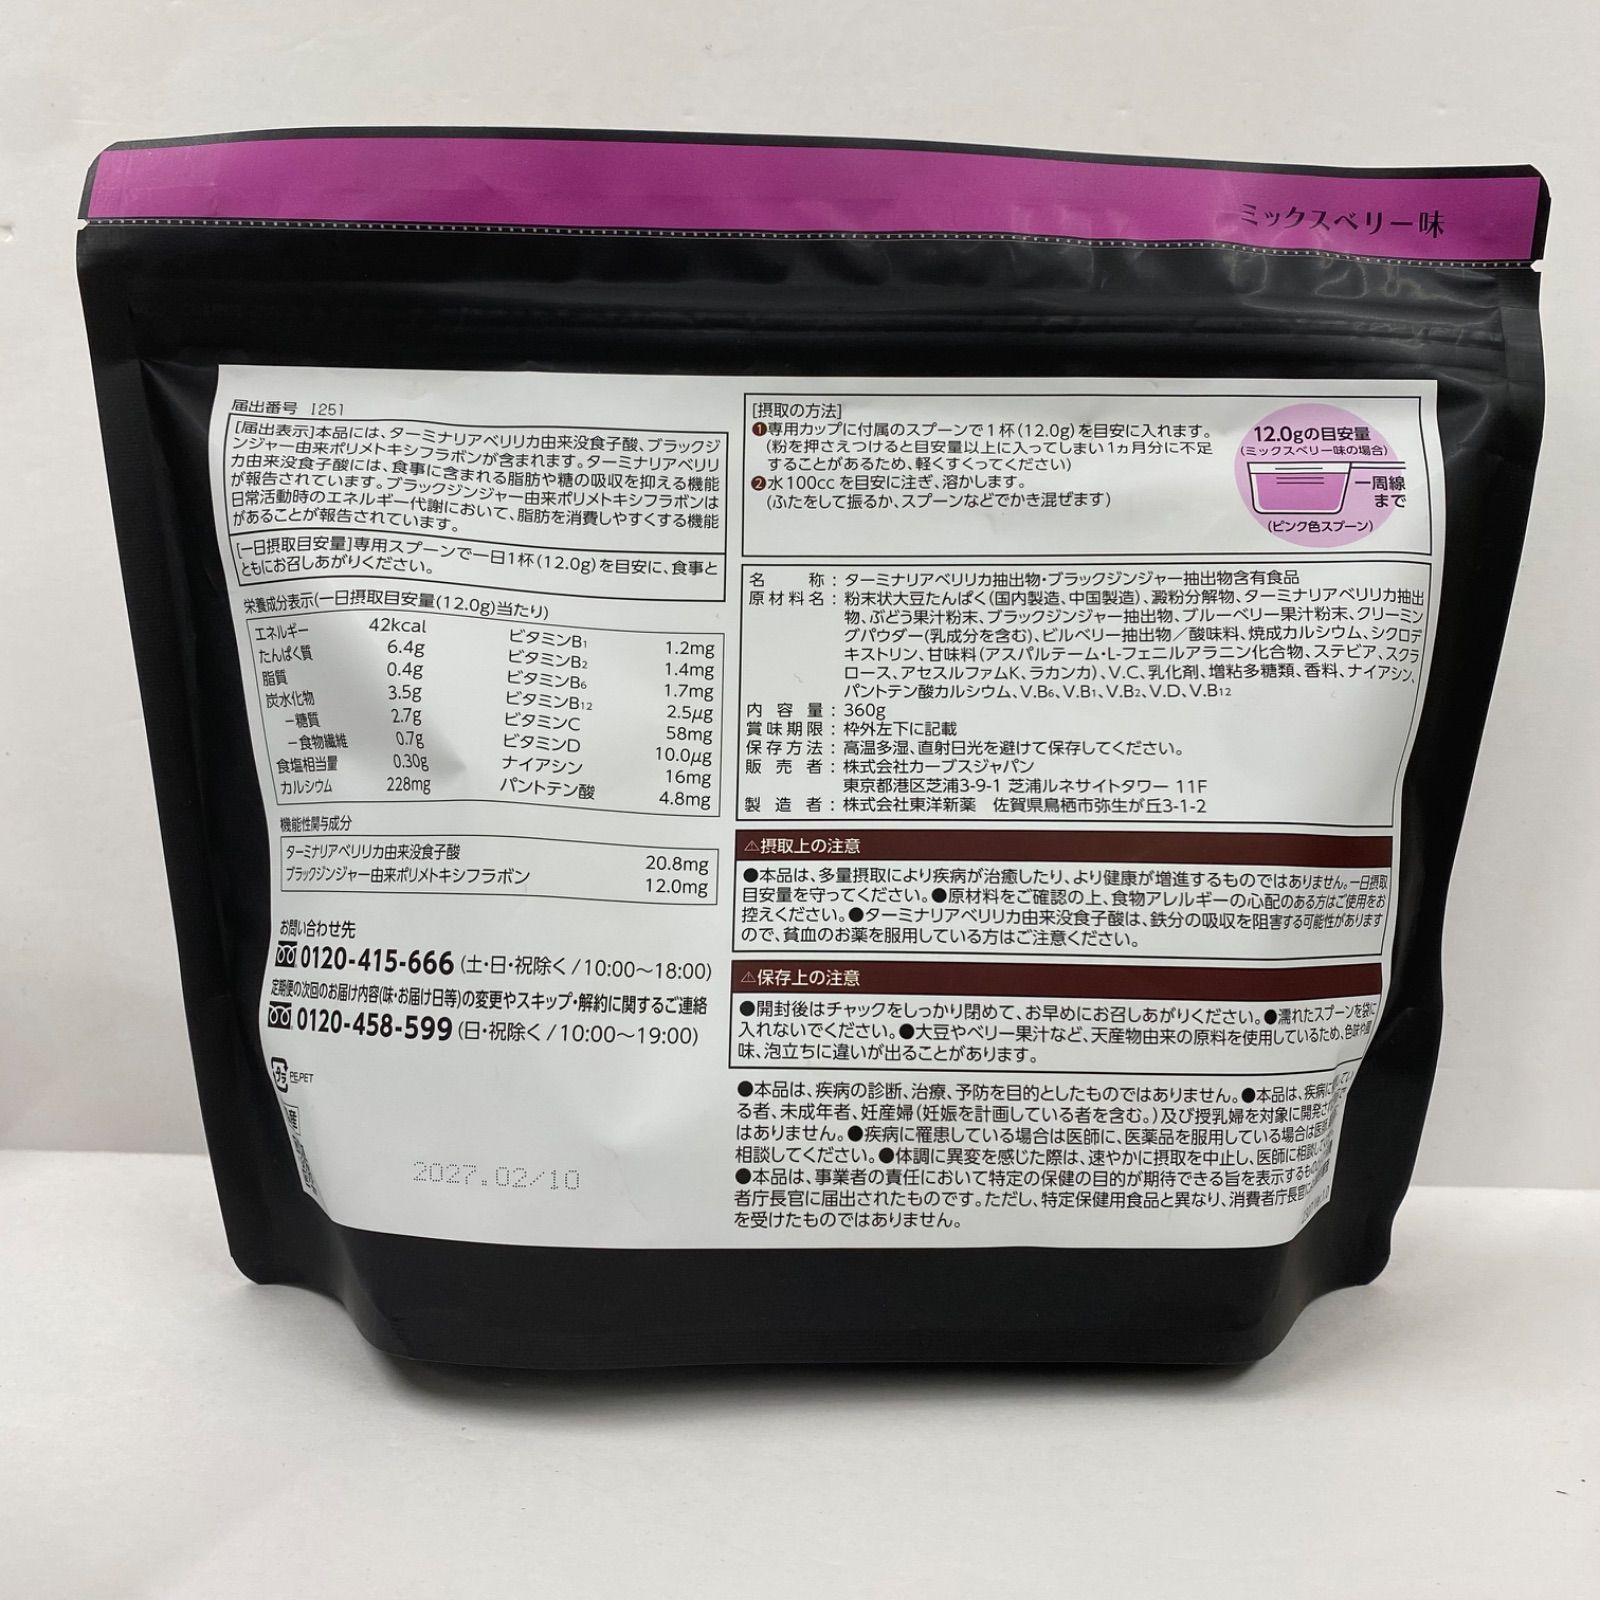 ミックスベリー味
届出番号 I251
[届出表示]本品には、ターミナリアベリリカ由来没食子酸、ブラックジ
ンジャー由来ポリメトキシフラボンが含まれます。ターミナリアベリリ
カ由来没食子酸には、食事に含まれる脂肪や糖の吸収を抑える機能
が報告されています。ブラックジンジャー由来ポリメトキシフラボンは
日常活動時のエネルギー代謝において、脂肪を消費しやすくする機能
があることが報告されています。
[一日摂取目安量]専用スプーンで一日1杯(12.0g)を目安に、食事と
ともにお召しあがりください。
栄養成分表示(一日摂取目安量(12.0g)当たり)
エネルギー 42kcal
たんぱく質 6.4g
脂質 0.4g
炭水化物 3.5g
－糖質 2.7g
－食物繊維 0.7g
食塩相当量 0.30g
カルシウム 228mg
ビタミンB₁ 1.2mg
ビタミンB₂ 1.4mg
ビタミンB₆ 1.7mg
ビタミンB₁₂ 2.5μg
ビタミンC 58mg
ビタミンD 10.0μg
ナイアシン 16mg
パントテン酸 4.8mg
機能性関与成分
ターミナリアベリリカ由来没食子酸 20.8mg
ブラックジンジャー由来ポリメトキシフラボン 12.0mg
お問い合わせ先
0120-415-666 (土・日・祝除く/10:00～18:00)
定期便の次回のお届け内容(味・お届け日等)の変更やスキップ・解約に関するご連絡
0120-458-599 (日・祝除く/10:00～19:00)
プラ PE,PET
2027.02/10
[摂取の方法]
❶専用カップに付属のスプーンで1杯(12.0g)を目安に入れます。
(粉を押さえつけると目安量以上に入ってしまい1ヵ月分に不足
することがあるため、軽くすくってください)
❷水100ccを目安に注ぎ、溶かします。
(ふたをして振るか、スプーンなどでかき混ぜます)
12.0gの目安量
(ミックスベリー味の場合)
一周線
まで
(ピンク色スプーン)
名称：ターミナリアベリリカ抽出物・ブラックジンジャー抽出物含有食品
原材料名：粉末状大豆たんぱく(国内製造、中国製造)、澱粉分解物、ターミナリアベリリカ抽出
物、ぶどう果汁粉末、ブラックジンジャー抽出物、ブルーベリー果汁粉末、クリーミン
グパウダー(乳成分を含む)、ビルベリー抽出物／酸味料、焼成カルシウム、シクロデ
キストリン、甘味料(アスパルテーム・L-フェニルアラニン化合物、ステビア、スクラ
ロース、アセスルファムK、ラカンカ)、V.C、乳化剤、増粘多糖類、香料、ナイアシン、
パントテン酸カルシウム、V.B₆、V.B₁、V.B₂、V.D、V.B₁₂
内容量：360g
賞味期限：枠外左下に記載
保存方法：高温多湿、直射日光を避けて保存してください。
販売者：株式会社カーブスジャパン
東京都港区芝浦3-9-1 芝浦ルネサイトタワー 11F
製造者：株式会社東洋新薬 佐賀県鳥栖市弥生が丘3-1-2
⚠摂取上の注意
●本品は、多量摂取により疾病が治癒したり、より健康が増進するものではありません。一日摂取
目安量を守ってください。●原材料をご確認の上、食物アレルギーの心配のある方はご使用をお
控えください。●ターミナリアベリリカ由来没食子酸は、鉄分の吸収を阻害する可能性があります
ので、貧血のお薬を服用している方はご注意ください。
⚠保存上の注意
●開封後はチャックをしっかり閉めて、お早めにお召しあがりください。●濡れたスプーンを袋に
入れないでください。●大豆やベリー果汁など、天産物由来の原料を使用しているため、色味や風
味、泡立ちに違いが出ることがあります。
●本品は、疾病の診断、治療、予防を目的としたものではありません。●本品は、疾病に
る者、未成年者、妊産婦(妊娠を計画している者を含む。)及び授乳婦を対象に開発さ
はありません。●疾病に罹患している場合は医師に、医薬品を服用している場合は医師
相談してください。●体調に異変を感じた際は、速やかに摂取を中止し、医師に相談し
●本品は、事業者の責任において特定の保健の目的が期待できる旨を表示するもの
者庁長官に届出されたものです。ただし、特定保健用食品と異なり、消費者庁長官
を受けたものではありません。